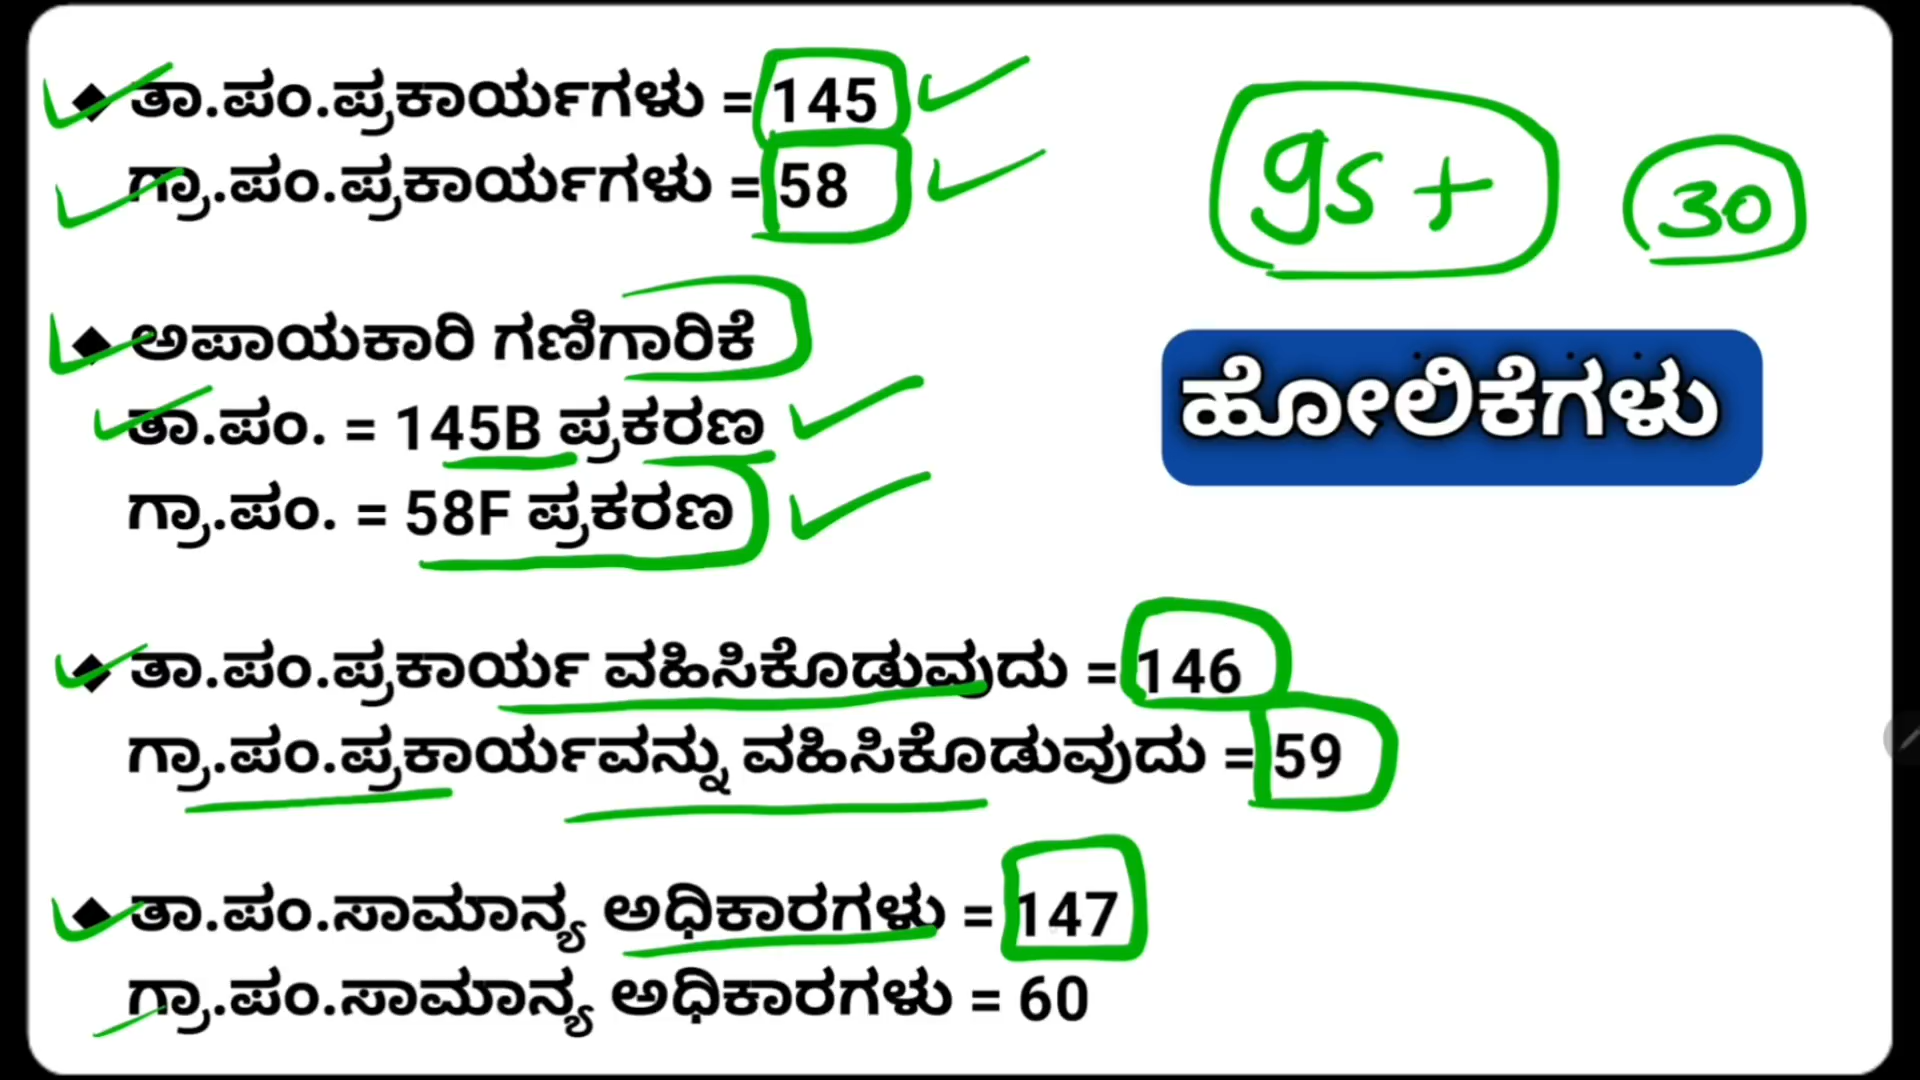 ◆ ತಾ.ಪಂ.ಪ್ರಕಾರ್ಯಗಳು = 145
ಗ್ರಾ.ಪಂ.ಪ್ರಕಾರ್ಯಗಳು = 58
◆ ಅಪಾಯಕಾರಿ ಗಣಿಗಾರಿಕೆ
ತಾ.ಪಂ. = 145B ಪ್ರಕರಣ
ಗ್ರಾ.ಪಂ. = 58F ಪ್ರಕರಣ
◆ ತಾ.ಪಂ.ಪ್ರಕಾರ್ಯ ವಹಿಸಿಕೊಡುವುದು = 146
ಗ್ರಾ.ಪಂ.ಪ್ರಕಾರ್ಯವನ್ನು ವಹಿಸಿಕೊಡುವುದು = 59
◆ ತಾ.ಪಂ.ಸಾಮಾನ್ಯ ಅಧಿಕಾರಗಳು = 147
ಗ್ರಾ.ಪಂ.ಸಾಮಾನ್ಯ ಅಧಿಕಾರಗಳು = 60
gs + 30
ಹೋಲಿಕೆಗಳು